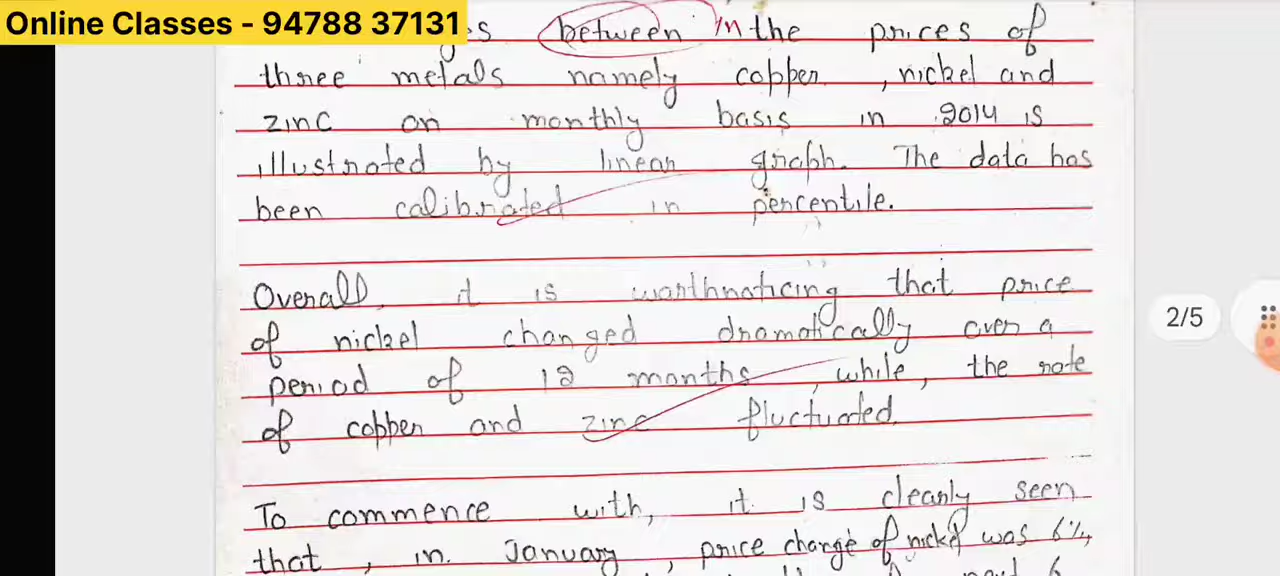 Online Classes - 94788 37131
between in the prices of
three metals namely copper, nickel and
zinc on monthly basis in 2014 is
illustrated by linear graph. The data has
been calibrated in percentile.
Overall, it is worthnoticing that price
of nickel changed dramatically over a
period of 12 months, while, the rate
of copper and zinc fluctuated.
2/5
To commence with, it is clearly seen
that, in January, price change of nickel was 6%,